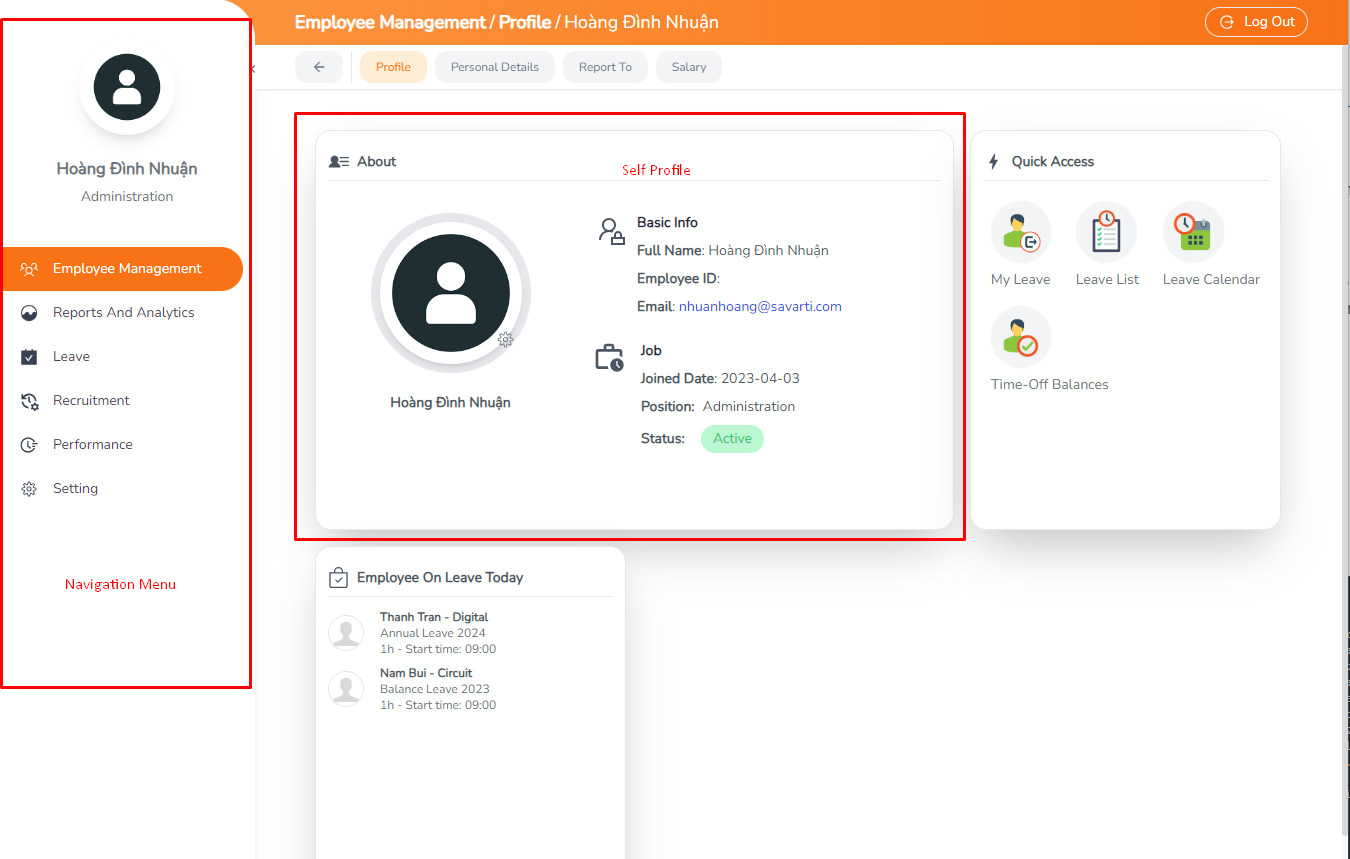 Employee Management / Profile / Hoàng Đình Nhuận
Log Out
Profile
Personal Details
Report To
Salary
Hoàng Đình Nhuận
Administration
Employee Management
Reports And Analytics
Leave
Recruitment
Performance
Setting
Navigation Menu
About
Self Profile
Hoàng Đình Nhuận
Basic Info
Full Name: Hoàng Đình Nhuận
Employee ID:
Email: nhuanhoang@savarti.com
Job
Joined Date: 2023-04-03
Position: Administration
Status: Active
Quick Access
My Leave
Leave List
Leave Calendar
Time-Off Balances
Employee On Leave Today
Thanh Tran - Digital
Annual Leave 2024
1h - Start time: 09:00
Nam Bui - Circuit
Balance Leave 2023
1h - Start time: 09:00